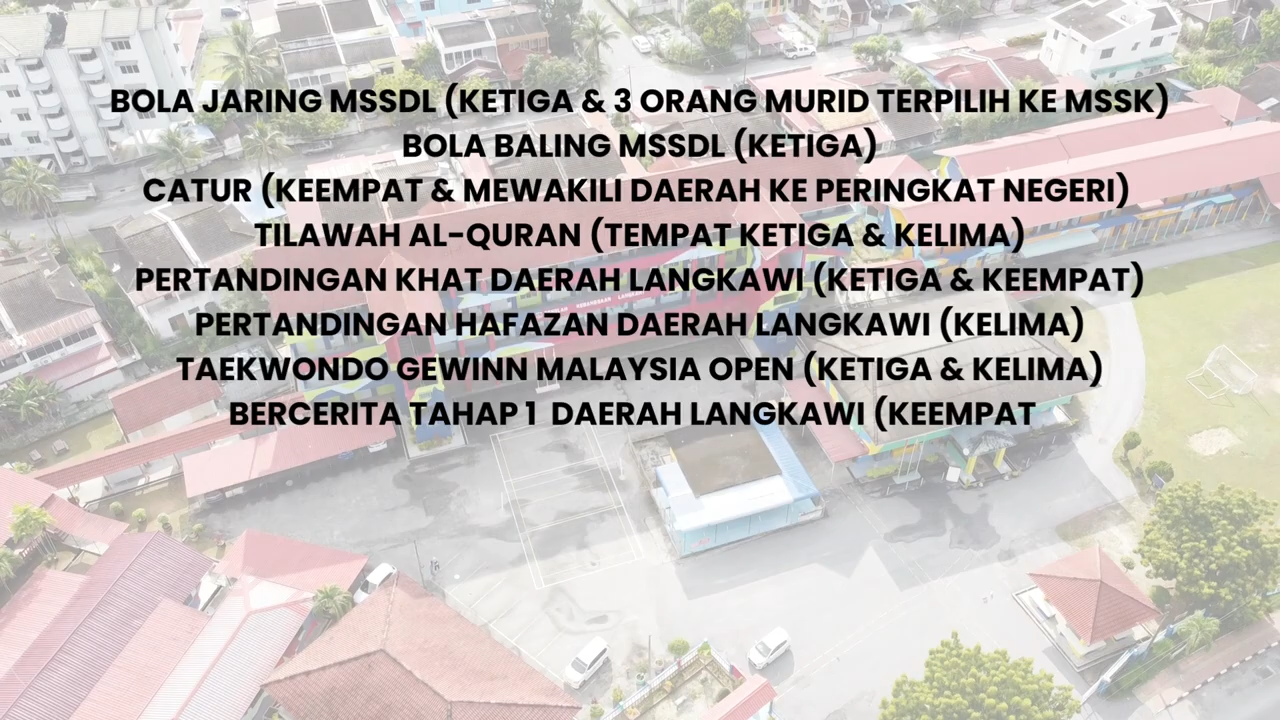 BOLA JARING MSSDL (KETIGA & 3 ORANG MURID TERPILIH KE MSSK)
BOLA BALING MSSDL (KETIGA)
CATUR (KEEMPAT & MEWAKILI DAERAH KE PERINGKAT NEGERI)
TILAWAH AL-QURAN (TEMPAT KETIGA & KELIMA)
PERTANDINGAN KHAT DAERAH LANGKAWI (KETIGA & KEEMPAT)
PERTANDINGAN HAFAZAN DAERAH LANGKAWI (KELIMA)
TAEKWONDO GEWINN MALAYSIA OPEN (KETIGA & KELIMA)
BERCERITA TAHAP 1 DAERAH LANGKAWI (KEEMPAT